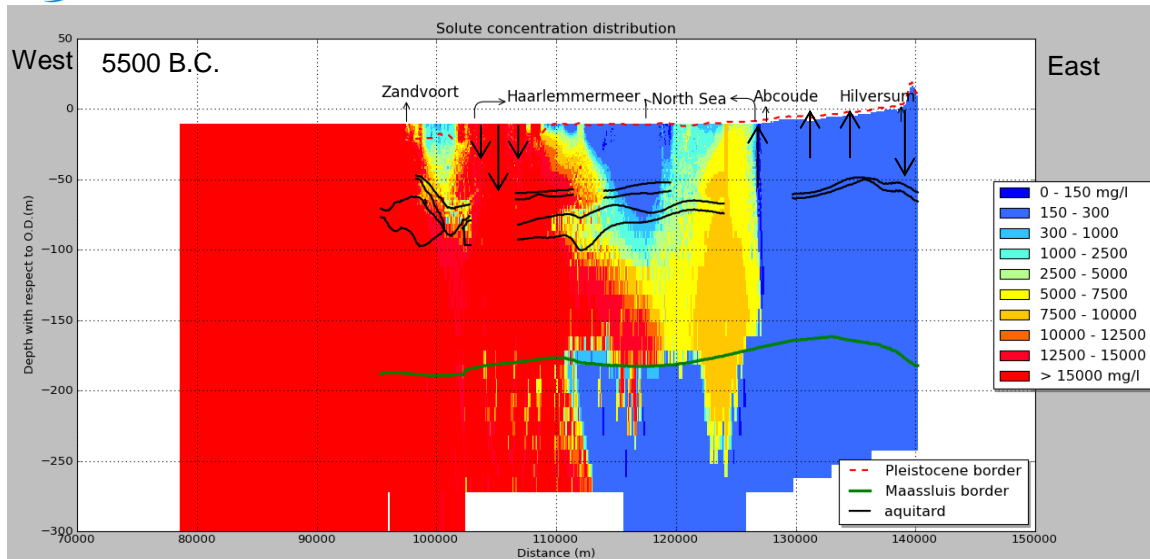 Solute concentration distribution
West
5500 B.C.
East
Zandvoort
Haarlemmermeer
North Sea
Abcoude
Hilversum
50
0
−50
−100
−150
−200
−250
−300
Depth with respect to O.D.(m)
70000
80000
90000
100000
110000
120000
130000
140000
150000
Distance (m)
0 - 150 mg/l
150 - 300
300 - 1000
1000 - 2500
2500 - 5000
5000 - 7500
7500 - 10000
10000 - 12500
12500 - 15000
> 15000 mg/l
Pleistocene border
Maassluis border
aquitard